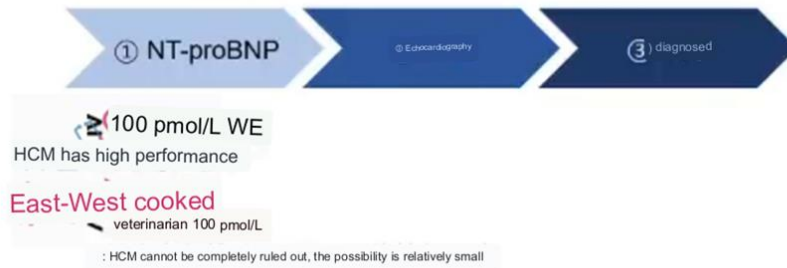 ① NT-proBNP
① Echocardiography
③ ) diagnosed
≥ 100 pmol/L WE
HCM has high performance
East-West cooked
veterinarian 100 pmol/L
: HCM cannot be completely ruled out, the possibility is relatively small